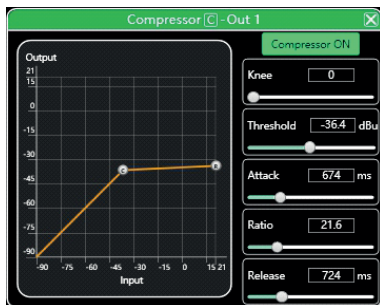 Compressor C - Out 1
Compressor ON
Output
21
15
0
-15
-30
-45
-60
-75
-90
-90 -75 -60 -45 -30 -15 0 15 21
Input
C
R
Knee 0
Threshold -36.4 dBu
Attack 674 ms
Ratio 21.6
Release 724 ms